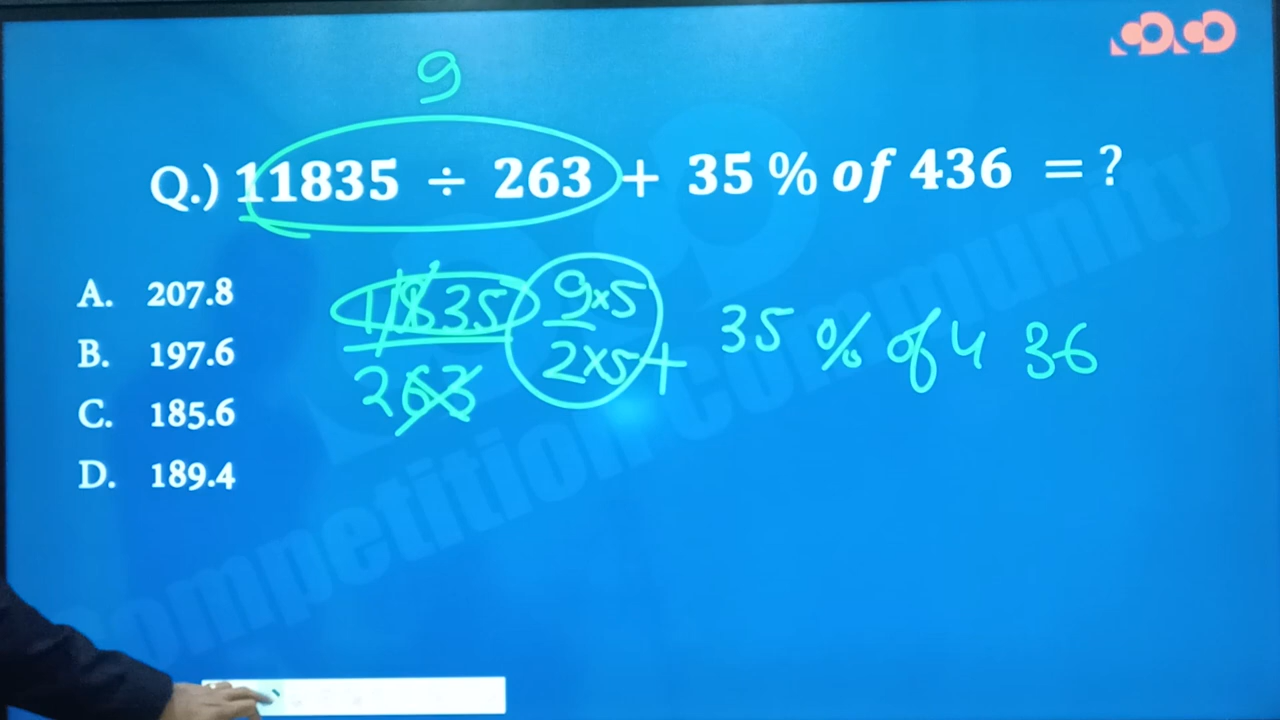 9
Q.) 11835 ÷ 263 + 35 % of 436 = ?
A. 207.8
B. 197.6
C. 185.6
D. 189.4
11835 9×5
263 2×5 + 35 % of 436
Competition Community